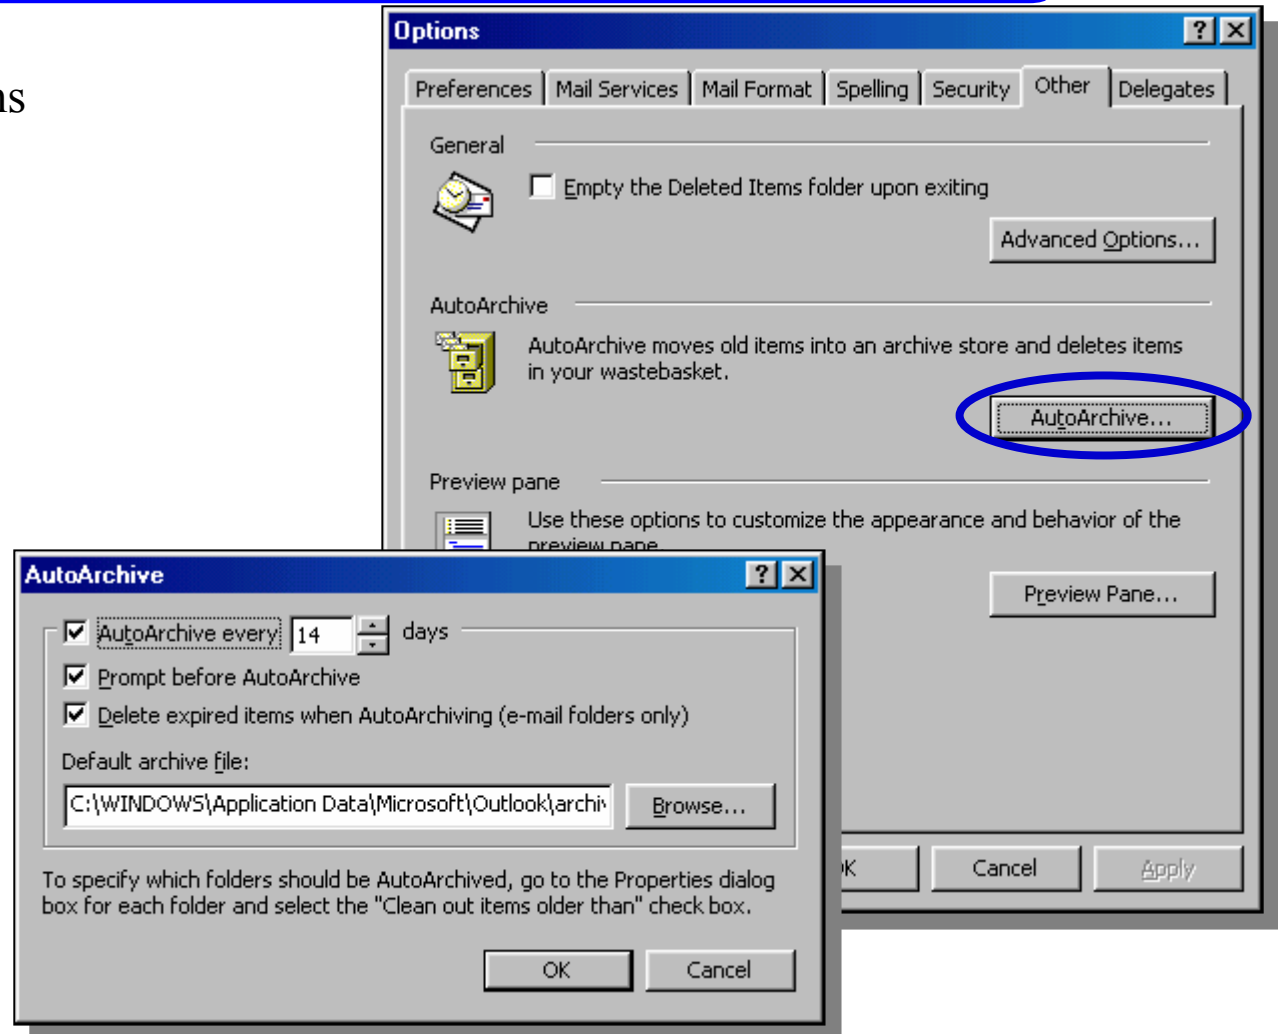 ns
Options
Preferences Mail Services Mail Format Spelling Security Other Delegates
General
Empty the Deleted Items folder upon exiting
Advanced Options...
AutoArchive
AutoArchive moves old items into an archive store and deletes items
in your wastebasket.
AutoArchive...
Preview pane
Use these options to customize the appearance and behavior of the
preview pane.
Preview Pane...
K Cancel Apply
AutoArchive
AutoArchive every 14 days
Prompt before AutoArchive
Delete expired items when AutoArchiving (e-mail folders only)
Default archive file:
C:\WINDOWS\Application Data\Microsoft\Outlook\archiv
Browse...
To specify which folders should be AutoArchived, go to the Properties dialog
box for each folder and select the "Clean out items older than" check box.
OK Cancel